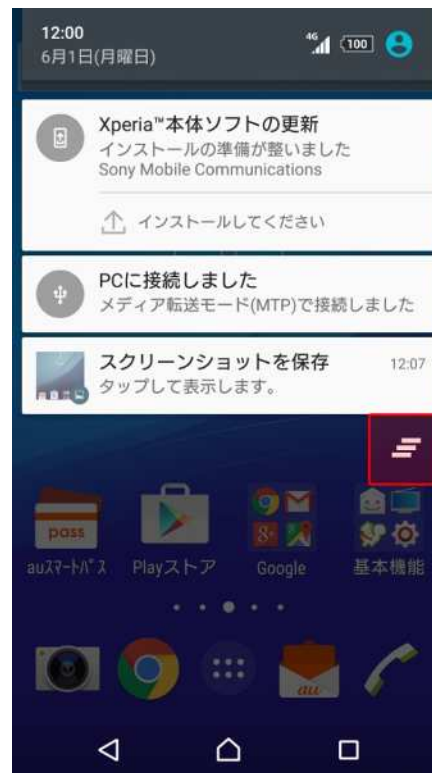 12:00
4G
100
6月1日(月曜日)
Xperia™本体ソフトの更新
インストールの準備が整いました
Sony Mobile Communications
インストールしてください
PCに接続しました
メディア転送モード(MTP)で接続しました
スクリーンショットを保存
12:07
タップして表示します。
pass
8+
auスマートパス
Playストア
Google
基本機能
au